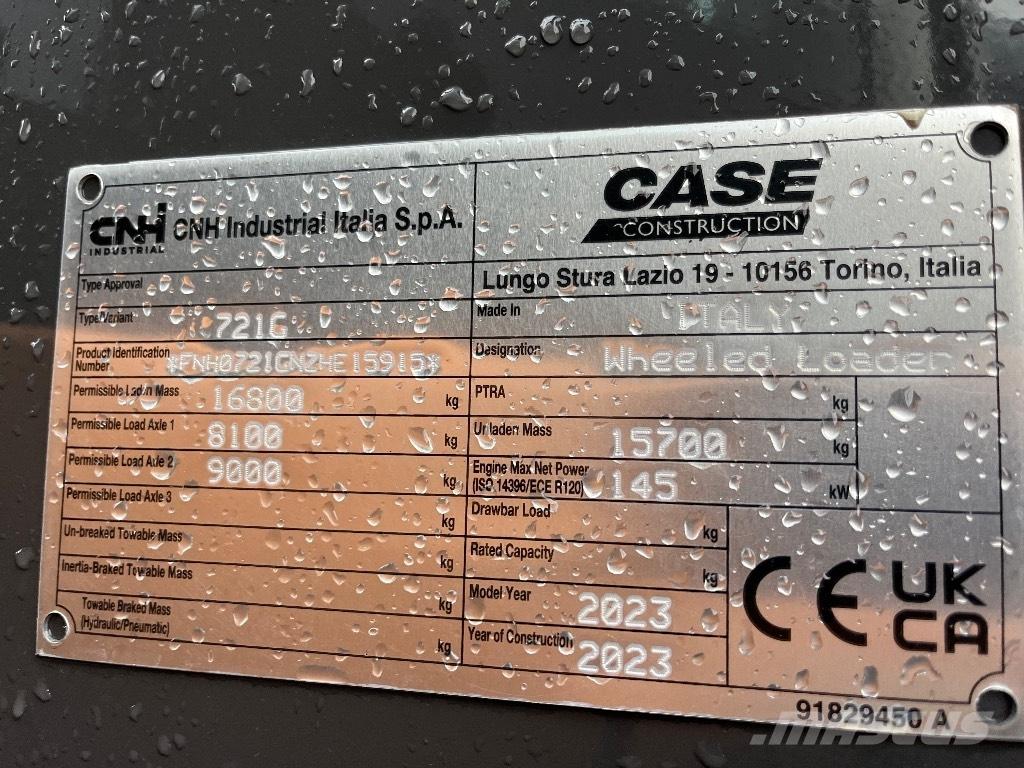 CNH
INDUSTRIAL
CNH Industrial Italia S.p.A.
CASE
CONSTRUCTION
Lungo Stura Lazio 19 - 10156 Torino, Italia
Type Approval
Type/Variant 721G
Made In ITALY
Product Identification
Number *FNH0721GNZHE15915*
Designation Wheeled Loader
Permissible Laden Mass 16800 kg
PTRA kg
Permissible Load Axle 1 8100 kg
Unladen Mass 15700 kg
Permissible Load Axle 2 9000 kg
Engine Max Net Power
(ISO 14396/ECE R120) 145 kW
Permissible Load Axle 3 kg
Drawbar Load kg
Un-breaked Towable Mass kg
Rated Capacity kg
Inertia-Braked Towable Mass kg
Model Year 2023
Towable Braked Mass
(Hydraulic/Pneumatic) kg
Year of Construction 2023
CE
UK
CA
91829450 A
MASCUS